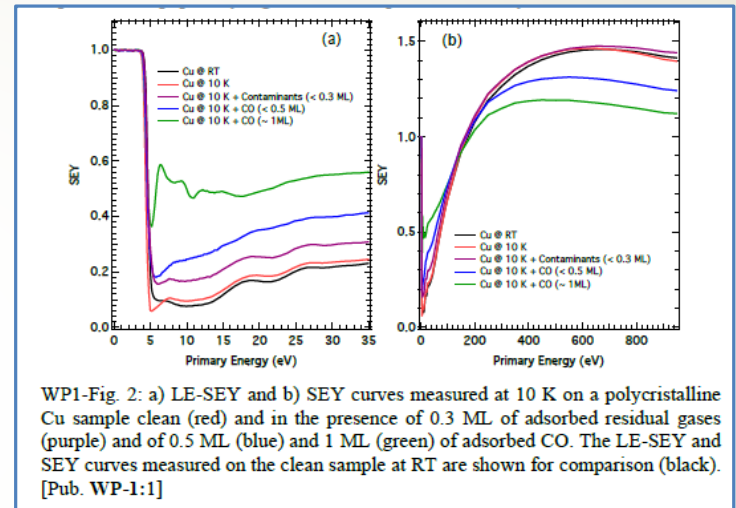 (a)
(b)
1.0
0.8
0.6
0.4
0.2
0.0
SEY
Cu @ RT
Cu @ 10 K
Cu @ 10 K + Contaminants (< 0.3 ML)
Cu @ 10 K + CO (< 0.5 ML)
Cu @ 10 K + CO (~ 1ML)
0
5
10
15
20
25
30
35
Primary Energy (eV)
1.5
1.0
0.5
0.0
SEY
Cu @ RT
Cu @ 10 K
Cu @ 10 K + Contaminants (< 0.3 ML)
Cu @ 10 K + CO (< 0.5 ML)
Cu @ 10 K + CO (~ 1ML)
0
200
400
600
800
Primary Energy (eV)
WP1-Fig. 2: a) LE-SEY and b) SEY curves measured at 10 K on a polycristalline
Cu sample clean (red) and in the presence of 0.3 ML of adsorbed residual gases
(purple) and of 0.5 ML (blue) and 1 ML (green) of adsorbed CO. The LE-SEY and
SEY curves measured on the clean sample at RT are shown for comparison (black).
[Pub. WP-1:1]